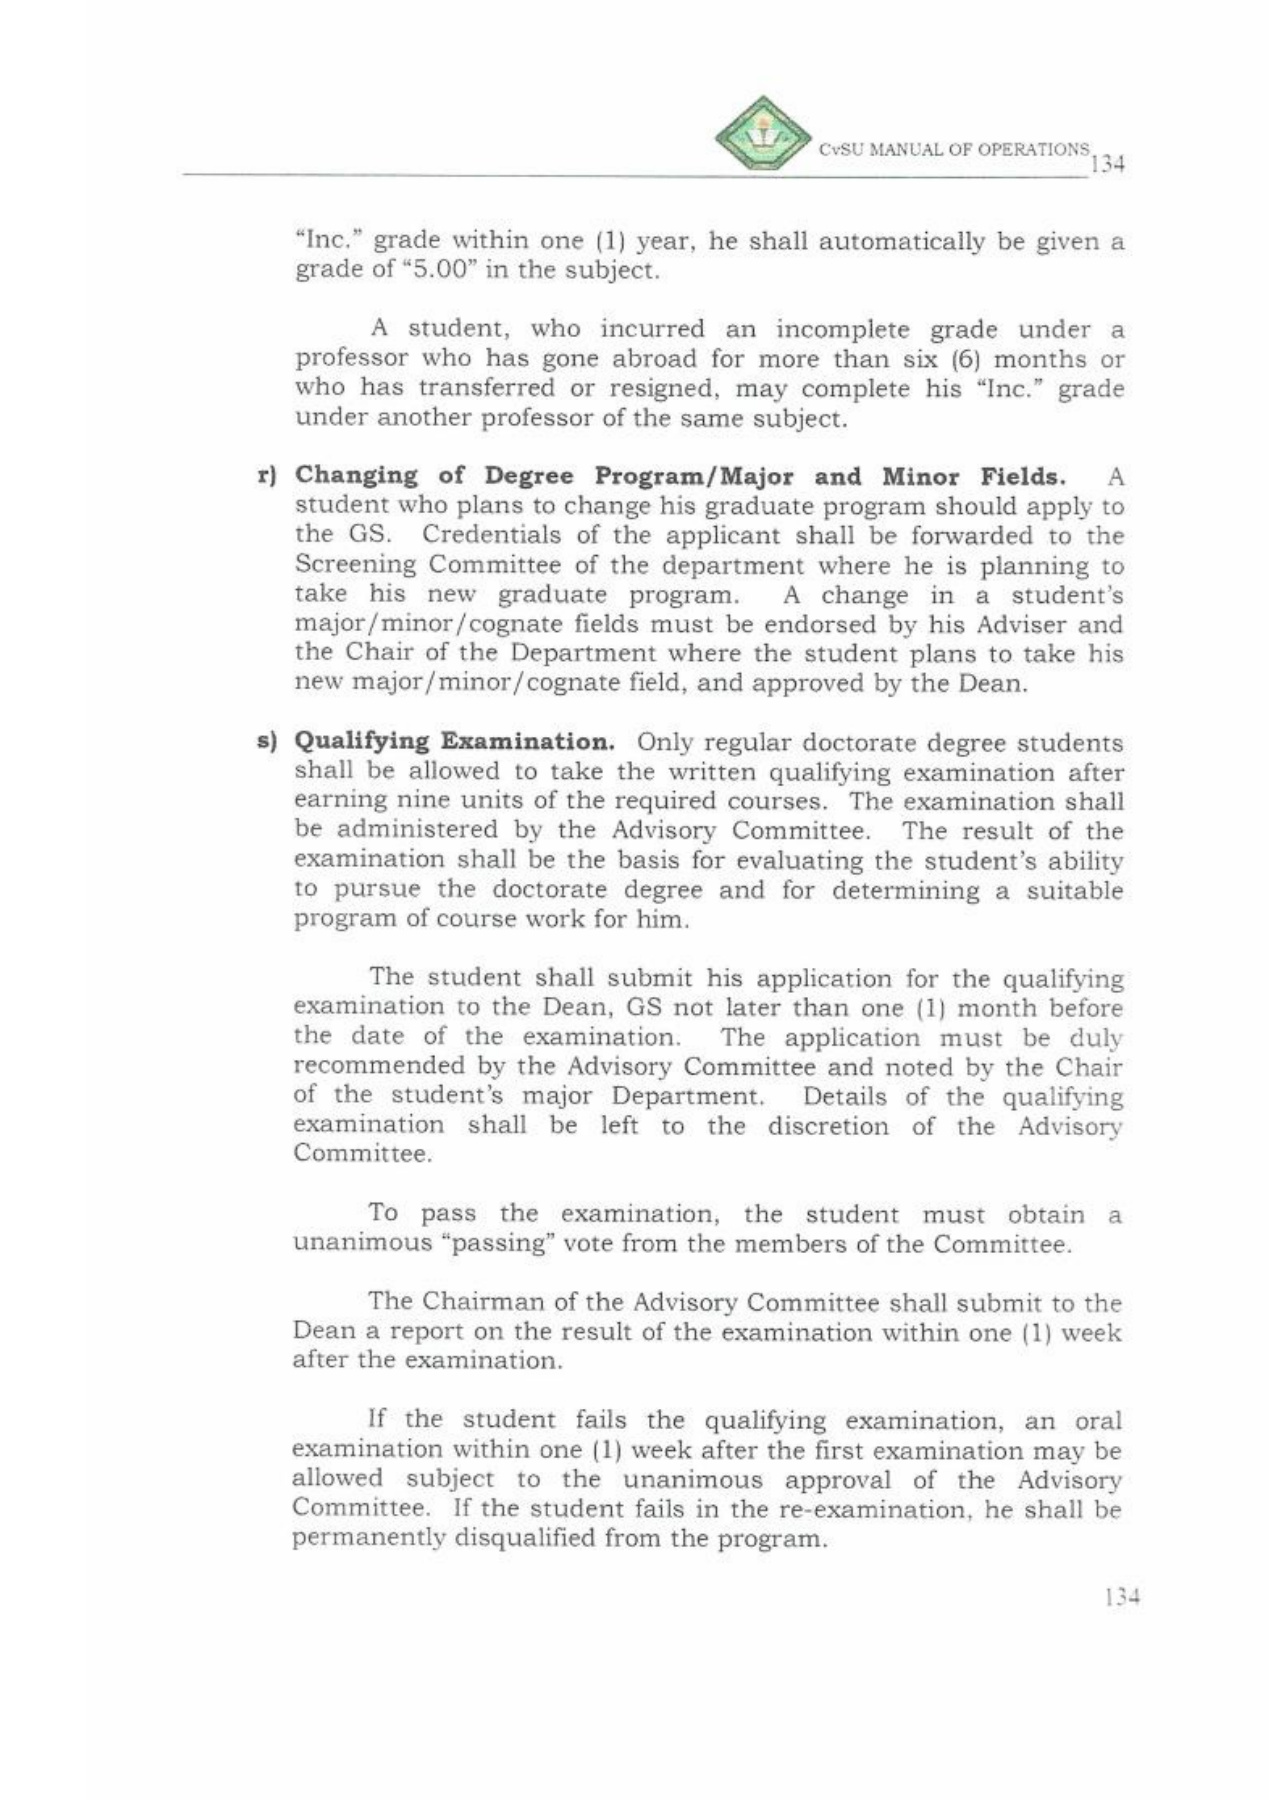 CvSU MANUAL OF OPERATIONS
134
“Inc.” grade within one (1) year, he shall automatically be given a
grade of “5.00” in the subject.
A student, who incurred an incomplete grade under a
professor who has gone abroad for more than six (6) months or
who has transferred or resigned, may complete his “Inc.” grade
under another professor of the same subject.
r) Changing of Degree Program/Major and Minor Fields. A
student who plans to change his graduate program should apply to
the GS. Credentials of the applicant shall be forwarded to the
Screening Committee of the department where he is planning to
take his new graduate program. A change in a student’s
major/minor/cognate fields must be endorsed by his Adviser and
the Chair of the Department where the student plans to take his
new major/minor/cognate field, and approved by the Dean.
s) Qualifying Examination. Only regular doctorate degree students
shall be allowed to take the written qualifying examination after
earning nine units of the required courses. The examination shall
be administered by the Advisory Committee. The result of the
examination shall be the basis for evaluating the student’s ability
to pursue the doctorate degree and for determining a suitable
program of course work for him.
The student shall submit his application for the qualifying
examination to the Dean, GS not later than one (1) month before
the date of the examination. The application must be duly
recommended by the Advisory Committee and noted by the Chair
of the student’s major Department. Details of the qualifying
examination shall be left to the discretion of the Advisory
Committee.
To pass the examination, the student must obtain a
unanimous “passing” vote from the members of the Committee.
The Chairman of the Advisory Committee shall submit to the
Dean a report on the result of the examination within one (1) week
after the examination.
If the student fails the qualifying examination, an oral
examination within one (1) week after the first examination may be
allowed subject to the unanimous approval of the Advisory
Committee. If the student fails in the re-examination, he shall be
permanently disqualified from the program.
134